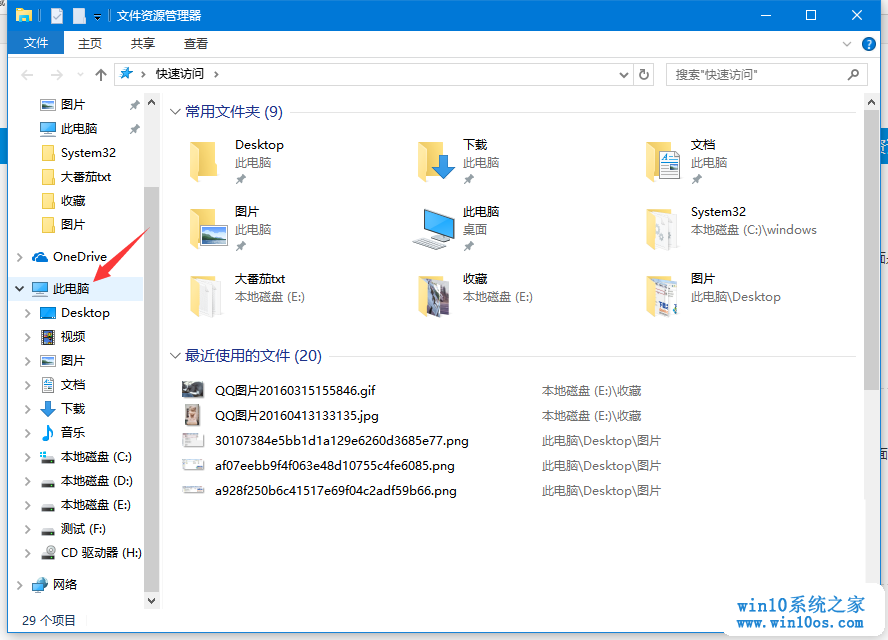 文件资源管理器
文件 主页 共享 查看
快速访问
搜索"快速访问"
图片
此电脑
System32
大番茄txt
收藏
图片
OneDrive
此电脑
Desktop
视频
图片
文档
下载
音乐
本地磁盘 (C:)
本地磁盘 (D:)
本地磁盘 (E:)
测试 (F:)
CD 驱动器 (H:)
网络
常用文件夹 (9)
Desktop
此电脑
下载
此电脑
文档
此电脑
图片
此电脑
此电脑
桌面
System32
本地磁盘 (C:)\windows
大番茄txt
本地磁盘 (E:)
收藏
本地磁盘 (E:)
图片
此电脑\Desktop
最近使用的文件 (20)
QQ图片20160315155846.gif 本地磁盘 (E:)\收藏
QQ图片20160413133135.jpg 本地磁盘 (E:)\收藏
30107384e5bb1d1a129e6260d3685e77.png 此电脑\Desktop\图片
af07eebb9f4f063e48d10755c4fe6085.png 此电脑\Desktop\图片
a928f250b6c41517e69f04c2adf59b66.png 此电脑\Desktop\图片
29 个项目
win10系统之家
www.win10os.com